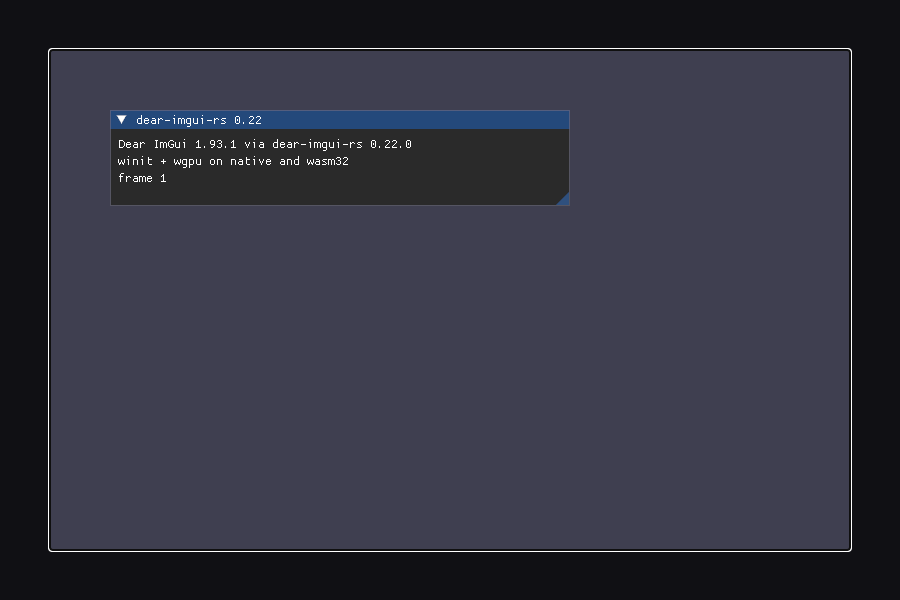 dear-imgui-rs 0.22
Dear ImGui 1.93.1 via dear-imgui-rs 0.22.0
winit + wgpu on native and wasm32
frame 1